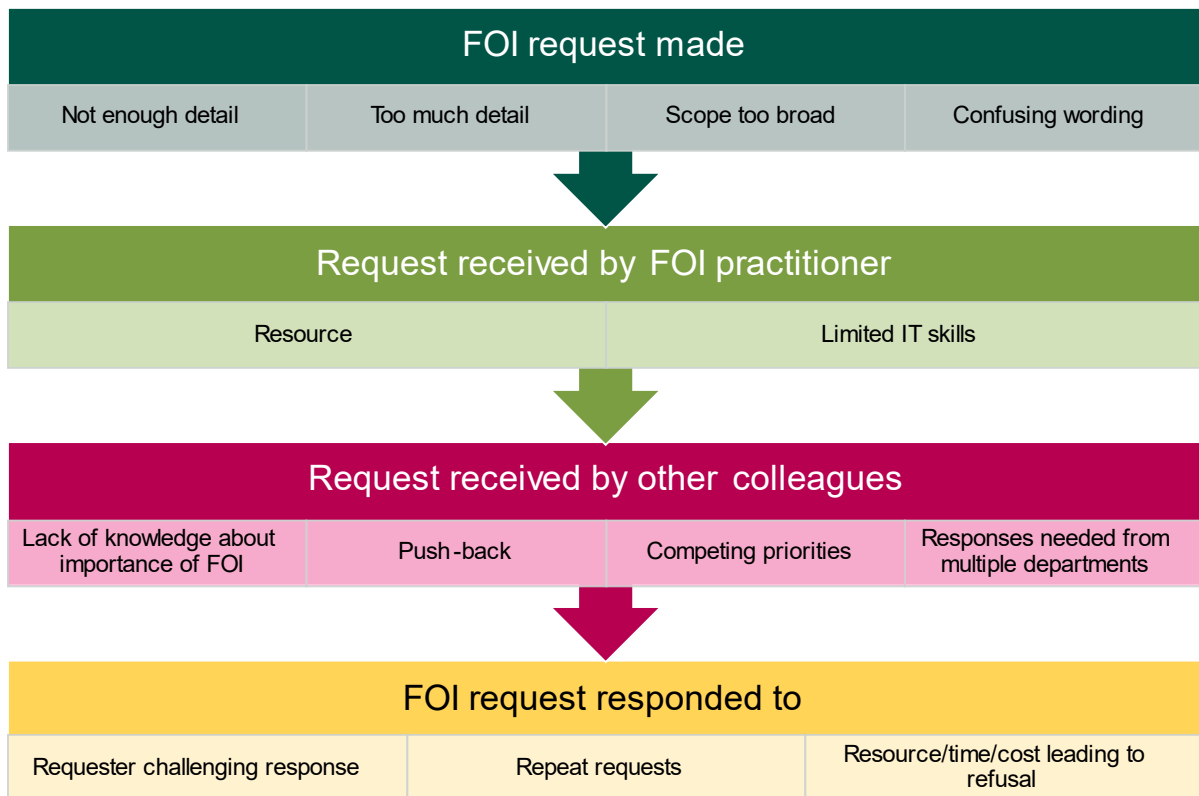 FOI request made
Not enough detail
Too much detail
Scope too broad
Confusing wording
Request received by FOI practitioner
Resource
Limited IT skills
Request received by other colleagues
Lack of knowledge about
importance of FOI
Push-back
Competing priorities
Responses needed from
multiple departments
FOI request responded to
Requester challenging response
Repeat requests
Resource/time/cost leading to
refusal